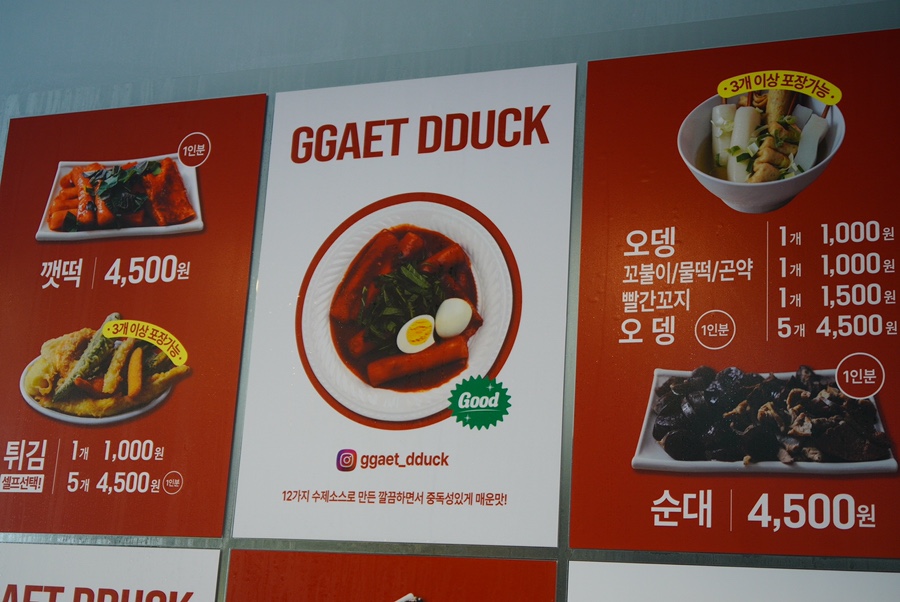 1인분
깻떡 4,500원
3개 이상 포장가능
튀김 1개 1,000원
셀프선택! 5개 4,500원 1인분
GGAET DDUCK
Good
ggaet_dduck
12가지 수제소스로 만든 깔끔하면서 중독성있게 매운맛!
3개 이상 포장가능
오뎅 1개 1,000원
꼬불이/물떡/곤약 1개 1,000원
빨간꼬지 1개 1,500원
오뎅 1인분 5개 4,500원
1인분
순대 4,500원
AET DDUCK